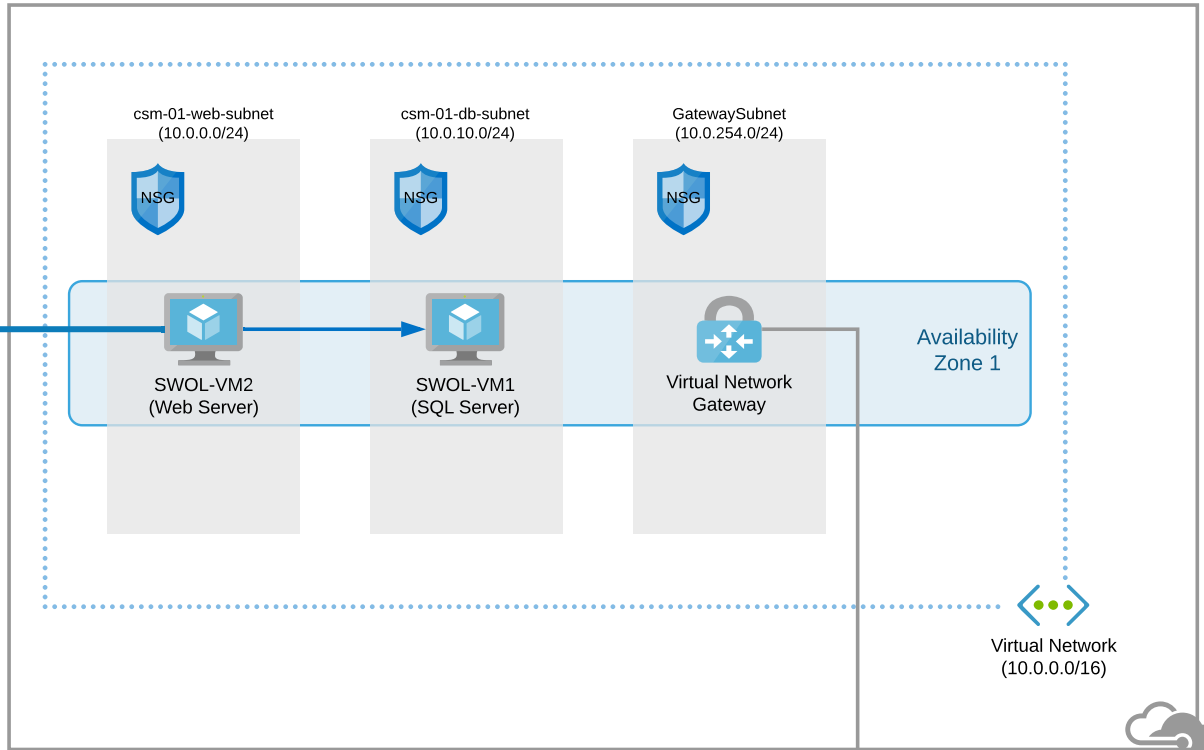 csm-01-web-subnet
(10.0.0.0/24)
csm-01-db-subnet
(10.0.10.0/24)
GatewaySubnet
(10.0.254.0/24)
NSG
NSG
NSG
SWOL-VM2
(Web Server)
SWOL-VM1
(SQL Server)
Virtual Network
Gateway
Availability
Zone 1
Virtual Network
(10.0.0.0/16)